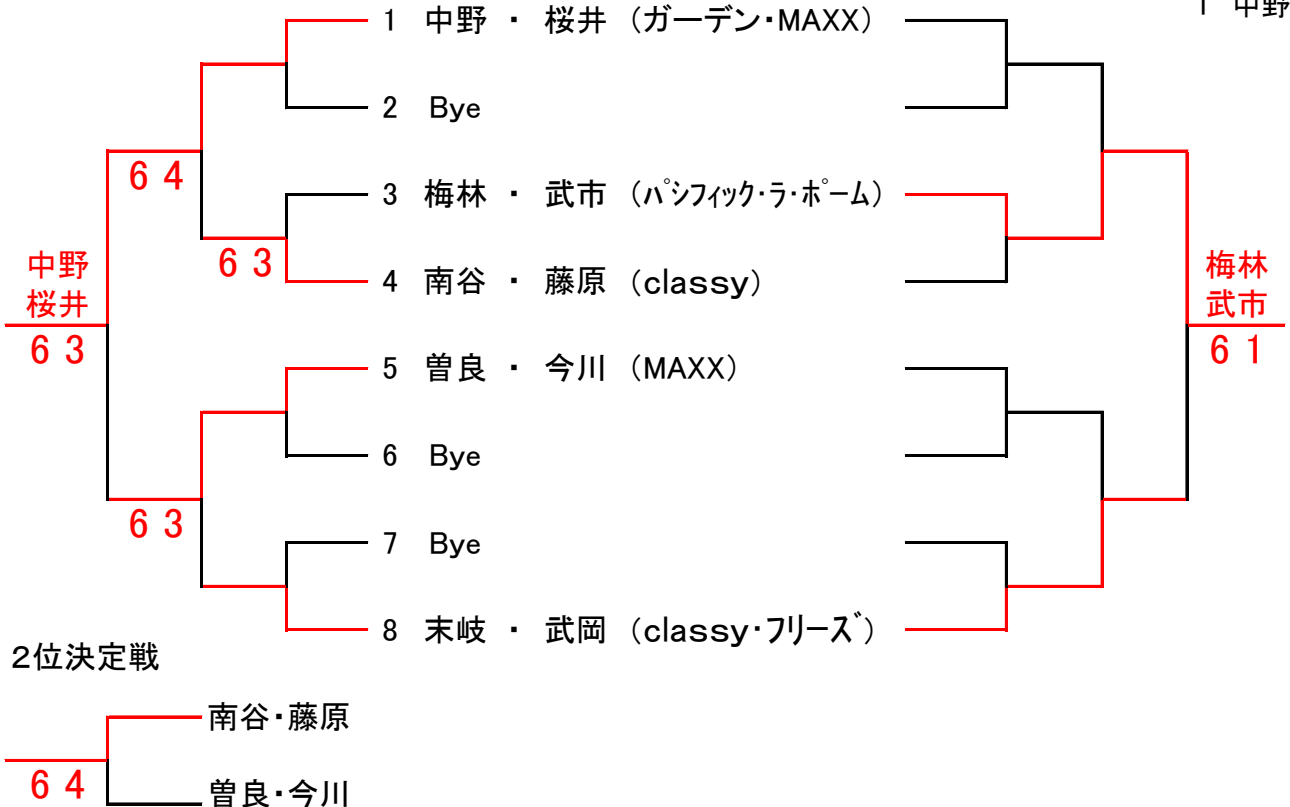 1 中野
1 中野 ・ 桜井 (ガーデン・MAXX)
2 Bye
6 4
3 梅林 ・ 武市 (パシフィック・ラ・ポーム)
6 3
中野
桜井
6 3
4 南谷 ・ 藤原 (classy)
梅林
武市
6 1
5 曽良 ・ 今川 (MAXX)
6 Bye
6 3
7 Bye
8 末岐 ・ 武岡 (classy・フリーズ)
2位決定戦
南谷・藤原
6 4
曽良・今川